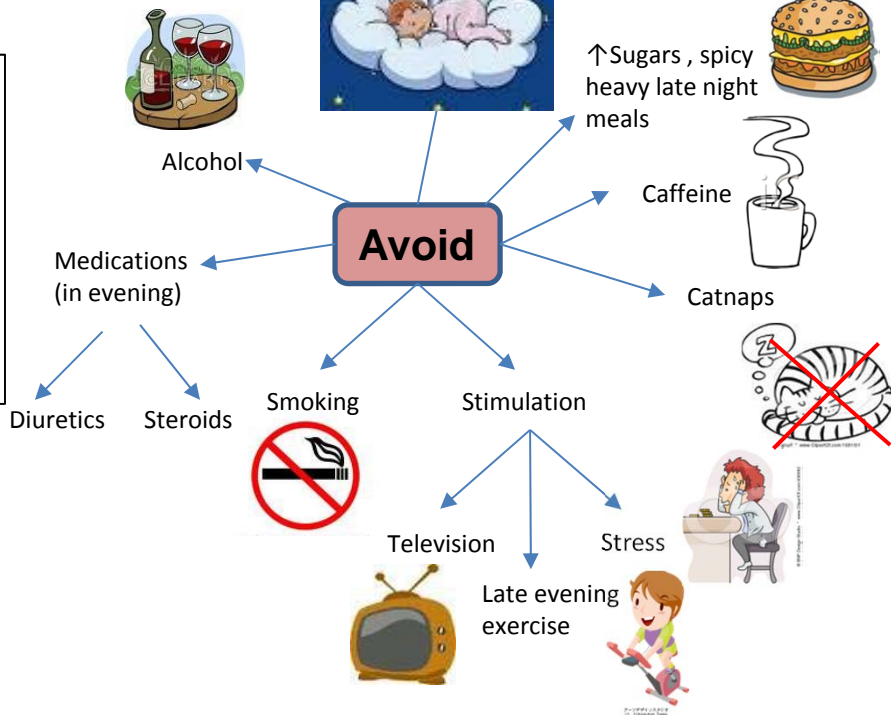 ↑Sugars , spicy
heavy late night
meals
Alcohol
Caffeine
Avoid
Medications
(in evening)
Catnaps
Z
Diuretics
Steroids
Smoking
Stimulation
Television
Stress
Late evening
exercise